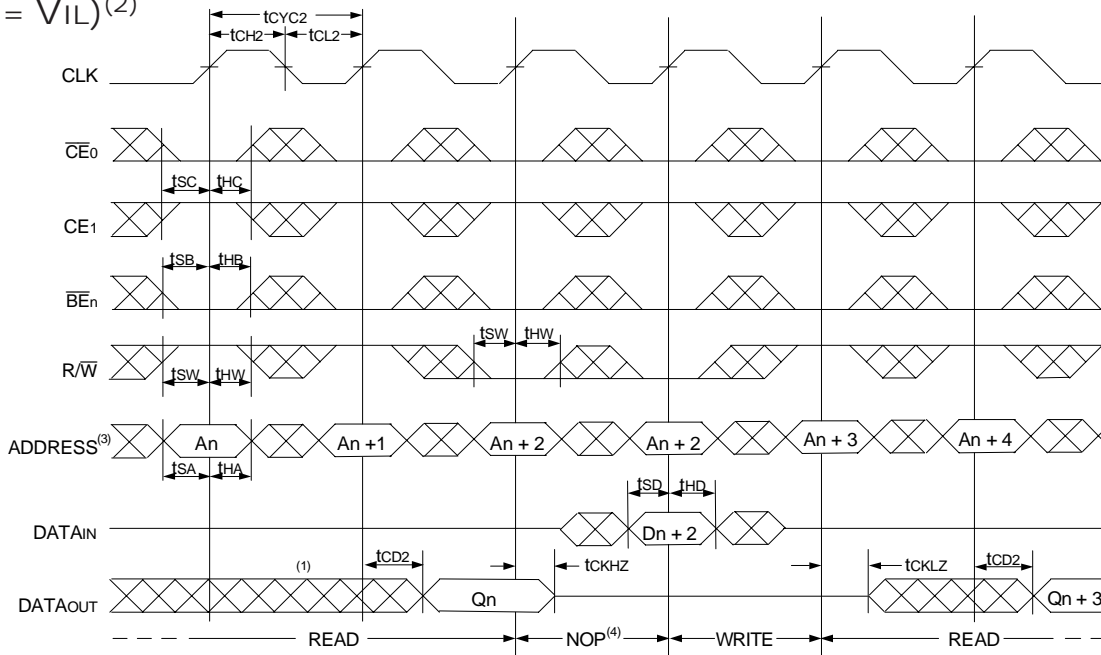 = VIL)(2)
tCYC2
tCH2 tCL2
CLK
CE0
tSC tHC
CE1
tSB tHB
BEn
tSW tHW
R/W
tSW tHW
ADDRESS(3) An An +1 An + 2 An + 2 An + 3 An + 4
tSA tHA
tSD tHD
DATAIN Dn + 2
(1) tCD2 tCKHZ tCKLZ tCD2
DATAOUT Qn Qn + 3
READ NOP(4) WRITE READ